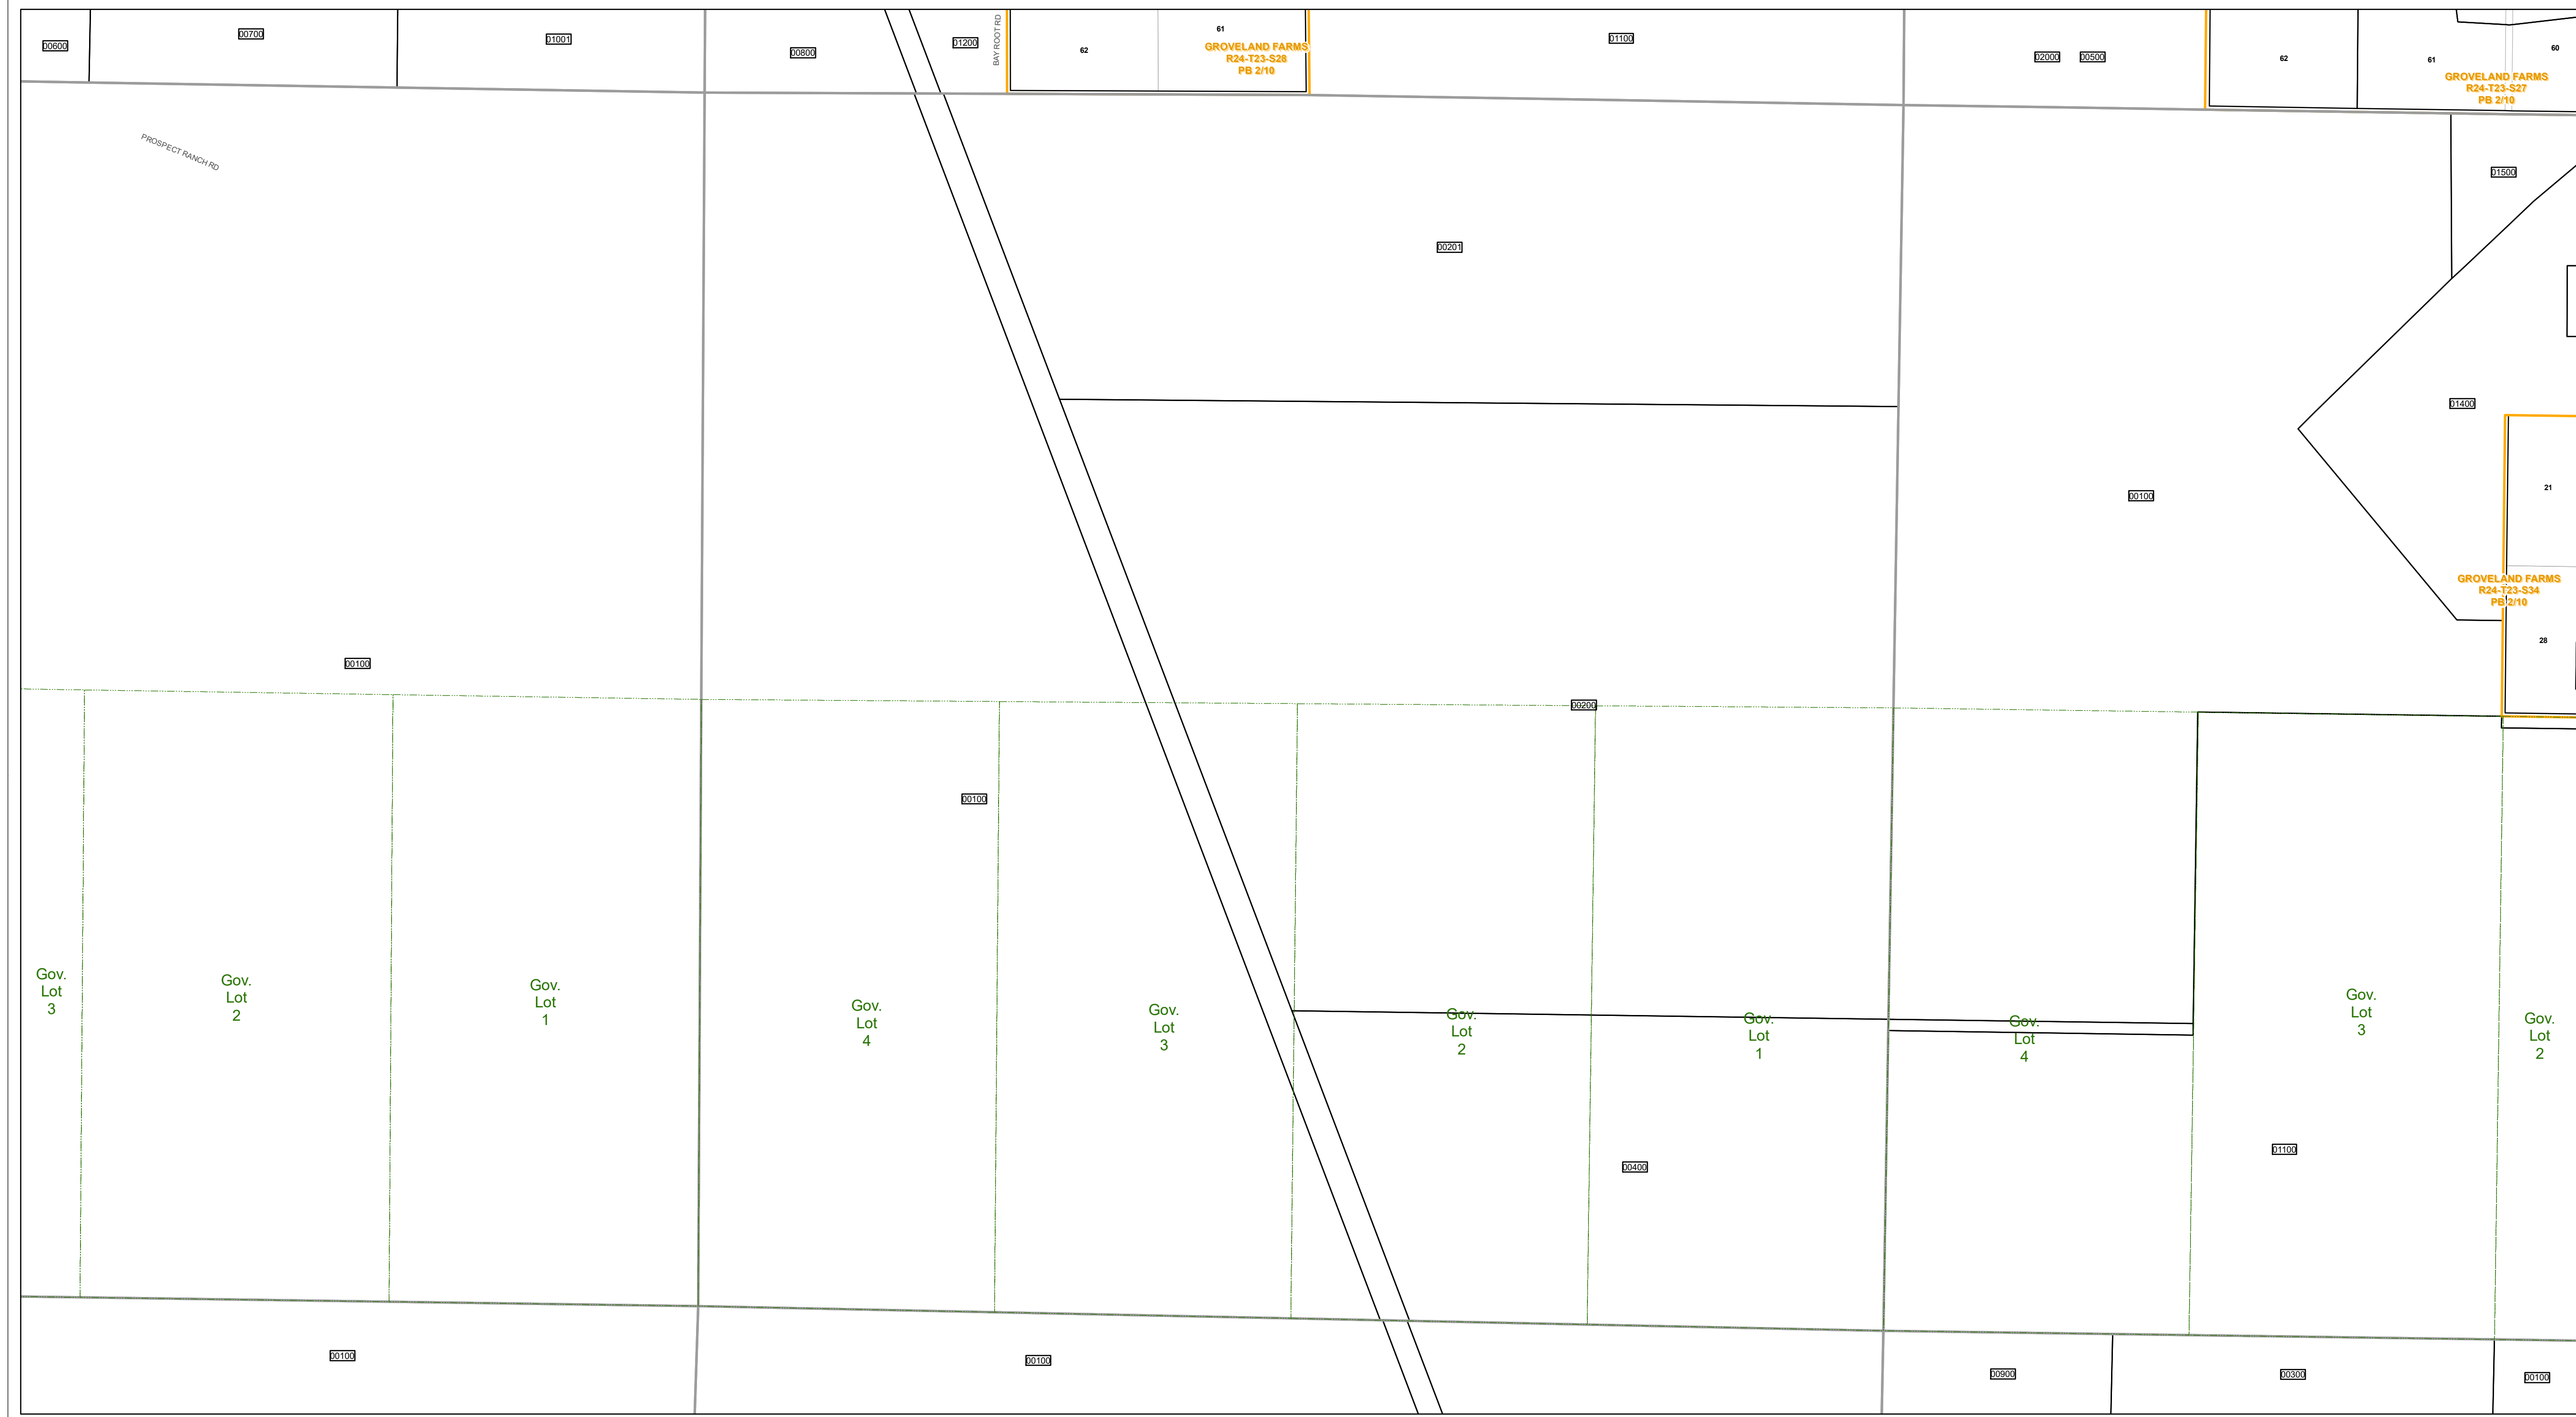 00600
00700
01001
00800
01200
BAY ROOT RD
62
61
GROVELAND FARMS
R24-T23-S28
PB 2/10
01100
02000
00500
62
61
60
GROVELAND FARMS
R24-T23-S27
PB 2/10
PROSPECT RANCH RD
01500
00201
01400
00100
21
GROVELAND FARMS
R24-T23-S34
PB 2/10
28
00100
00200
00100
Gov.
Lot
3
Gov.
Lot
2
Gov.
Lot
1
Gov.
Lot
4
Gov.
Lot
3
Gov.
Lot
2
Gov.
Lot
1
Gov.
Lot
4
Gov.
Lot
3
Gov.
Lot
2
00400
01100
00100
00100
00900
00300
00100